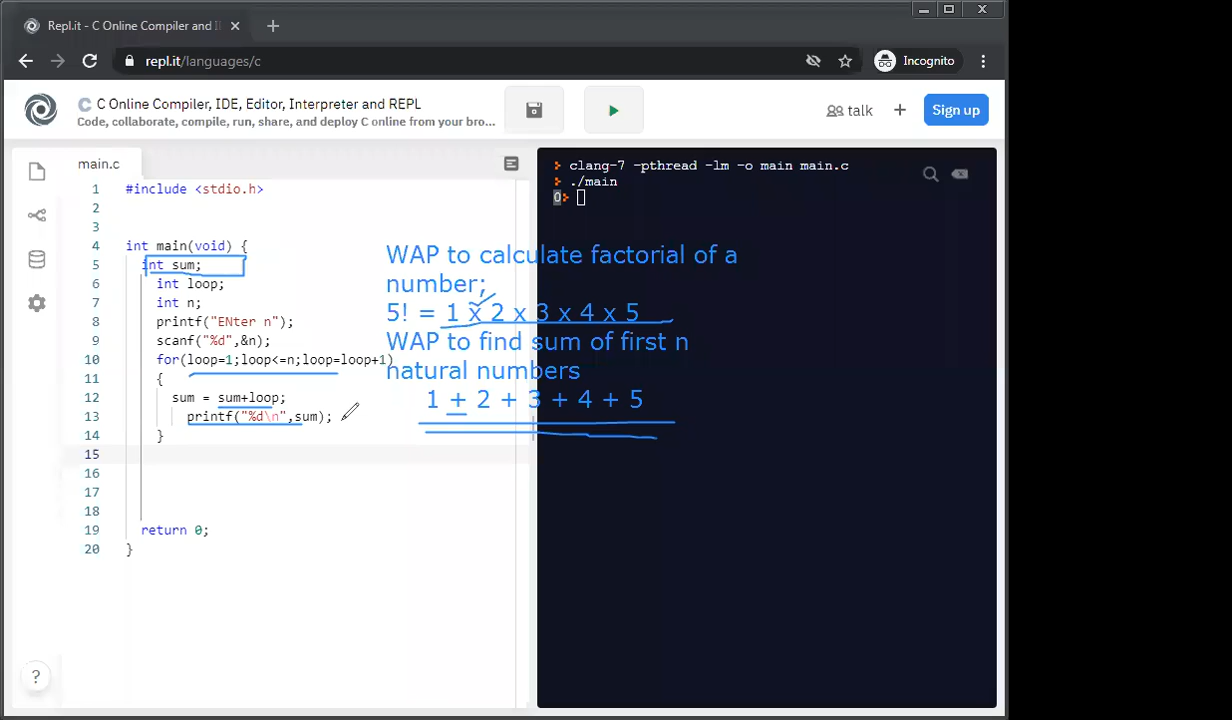 Repl.it - C Online Compiler and I
repl.it/languages/c
Incognito
C Online Compiler, IDE, Editor, Interpreter and REPL
Code, collaborate, compile, run, share, and deploy C online from your bro...
talk
Sign up
main.c
1 #include <stdio.h>
2
3
4 int main(void) {
5 int sum;
6 int loop;
7 int n;
8 printf("ENter n");
9 scanf("%d",&n);
10 for(loop=1;loop<=n;loop=loop+1)
11 {
12 sum = sum+loop;
13 printf("%d\n",sum);
14 }
15
16
17
18
19 return 0;
20 }
?
clang-7 -pthread -lm -o main main.c
./main
0
WAP to calculate factorial of a
number;
5! = 1 x 2 x 3 x 4 x 5
WAP to find sum of first n
natural numbers
1 + 2 + 3 + 4 + 5